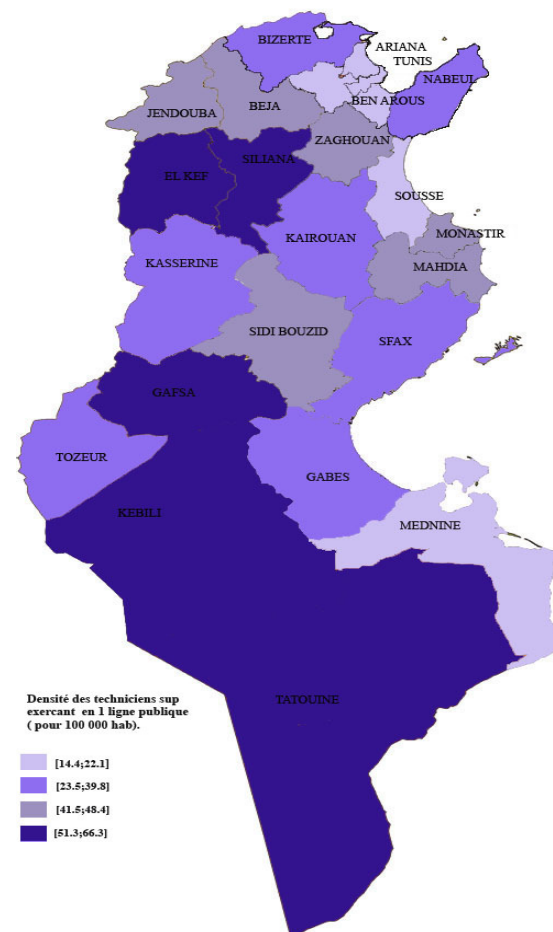 BIZERTE
ARIANA
TUNIS
NABEUL
BEN AROUS
JENDOUBA
BEJA
ZAGHOUAN
EL KEF
SILIANA
SOUSSE
MONASTIR
KAIROUAN
KASSERINE
MAHDIA
SIDI BOUZID
SFAX
GAFSA
TOZEUR
GABES
KEBILI
MEDNINE
TATOUINE
Densité des techniciens sup
exercant en 1 ligne publique
( pour 100 000 hab).
[14.4;22.1]
[23.5;39.8]
[41.5;48.4]
[51.3;66.3]